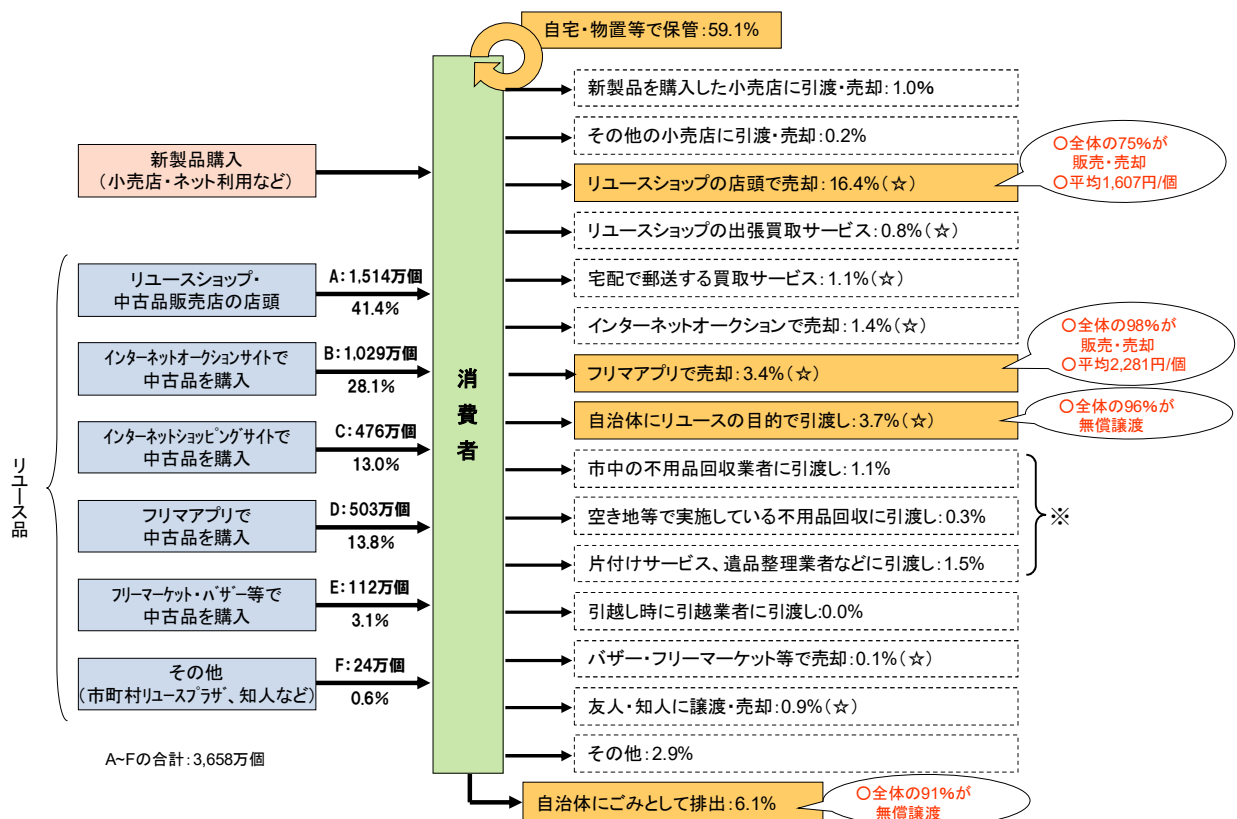 自宅・物置等で保管:59.1%
新製品を購入した小売店に引渡・売却:1.0%
その他の小売店に引渡・売却:0.2%
○全体の75%が
販売・売却
○平均1,607円/個
新製品購入
(小売店・ネット利用など)
リユースショップの店頭で売却:16.4%(☆)
リユースショップの出張買取サービス:0.8%(☆)
リユースショップ・
中古品販売店の店頭
A:1,514万個
41.4%
宅配で郵送する買取サービス:1.1%(☆)
インターネットオークションで売却:1.4%(☆)
○全体の98%が
販売・売却
○平均2,281円/個
インターネットオークションサイトで
中古品を購入
B:1,029万個
28.1%
消費者
フリマアプリで売却:3.4%(☆)
自治体にリユースの目的で引渡し:3.7%(☆)
○全体の96%が
無償譲渡
インターネットショッピングサイトで
中古品を購入
C:476万個
13.0%
リユース品
市中の不用品回収業者に引渡し:1.1%
空き地等で実施している不用品回収に引渡し:0.3%
※
フリマアプリで
中古品を購入
D:503万個
13.8%
片付けサービス、遺品整理業者などに引渡し:1.5%
フリーマーケット・バザー等で
中古品を購入
E:112万個
3.1%
引越し時に引越業者に引渡し:0.0%
バザー・フリーマーケット等で売却:0.1%(☆)
その他
(市町村リユースプラザ、知人など)
F:24万個
0.6%
友人・知人に譲渡・売却:0.9%(☆)
その他:2.9%
A~Fの合計:3,658万個
自治体にごみとして排出:6.1%
○全体の91%が
無償譲渡